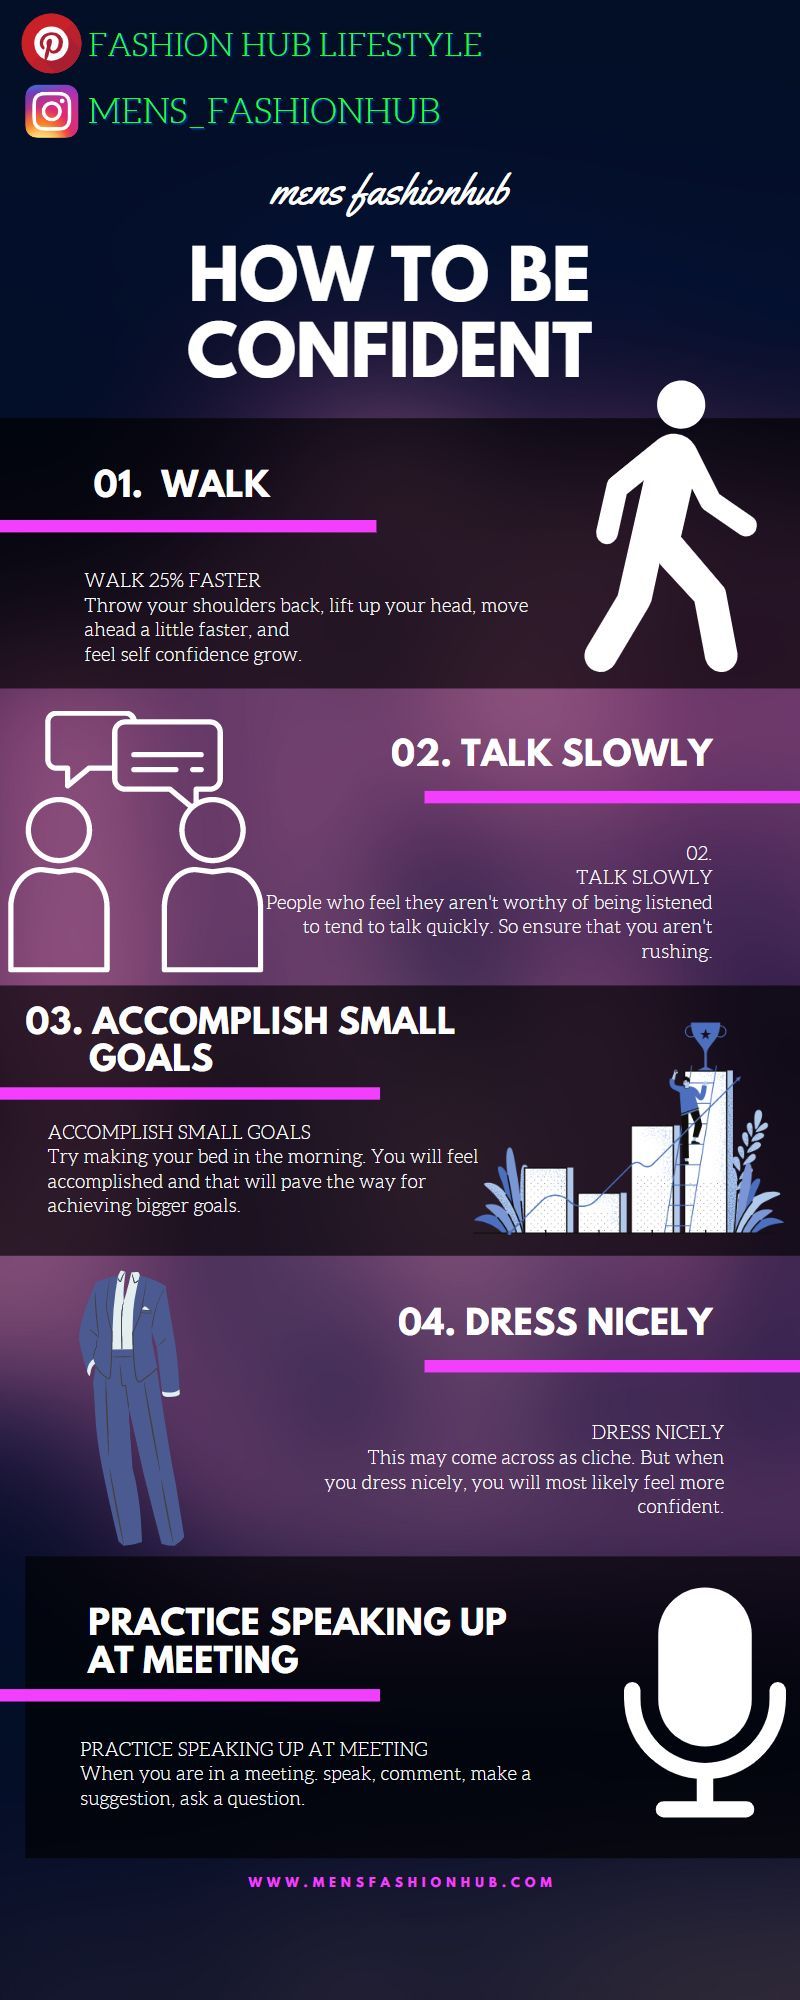 FASHION HUB LIFESTYLE
MENS_FASHIONHUB
mens fashionhub
HOW TO BE
CONFIDENT
01. WALK
WALK 25% FASTER
Throw your shoulders back, lift up your head, move
ahead a little faster, and
feel self confidence grow.
02. TALK SLOWLY
02.
TALK SLOWLY
People who feel they aren't worthy of being listened
to tend to talk quickly. So ensure that you aren't
rushing.
03. ACCOMPLISH SMALL
GOALS
ACCOMPLISH SMALL GOALS
Try making your bed in the morning. You will feel
accomplished and that will pave the way for
achieving bigger goals.
04. DRESS NICELY
DRESS NICELY
This may come across as cliche. But when
you dress nicely, you will most likely feel more
confident.
PRACTICE SPEAKING UP
AT MEETING
PRACTICE SPEAKING UP AT MEETING
When you are in a meeting. speak, comment, make a
suggestion, ask a question.
WWW.MENSFASHIONHUB.COM